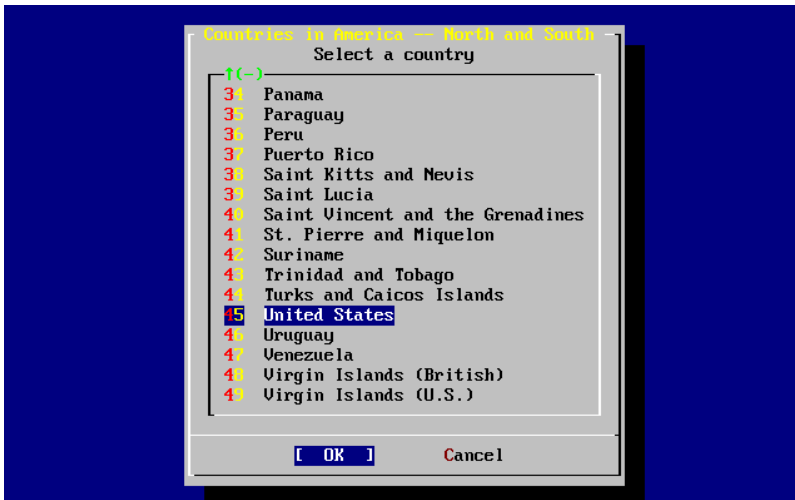 Countries in America -- North and South
Select a country
↑(-)
34 Panama
35 Paraguay
36 Peru
37 Puerto Rico
38 Saint Kitts and Nevis
39 Saint Lucia
40 Saint Vincent and the Grenadines
41 St. Pierre and Miquelon
42 Suriname
43 Trinidad and Tobago
44 Turks and Caicos Islands
45 United States
46 Uruguay
47 Venezuela
48 Virgin Islands (British)
49 Virgin Islands (U.S.)
[ OK ] Cancel